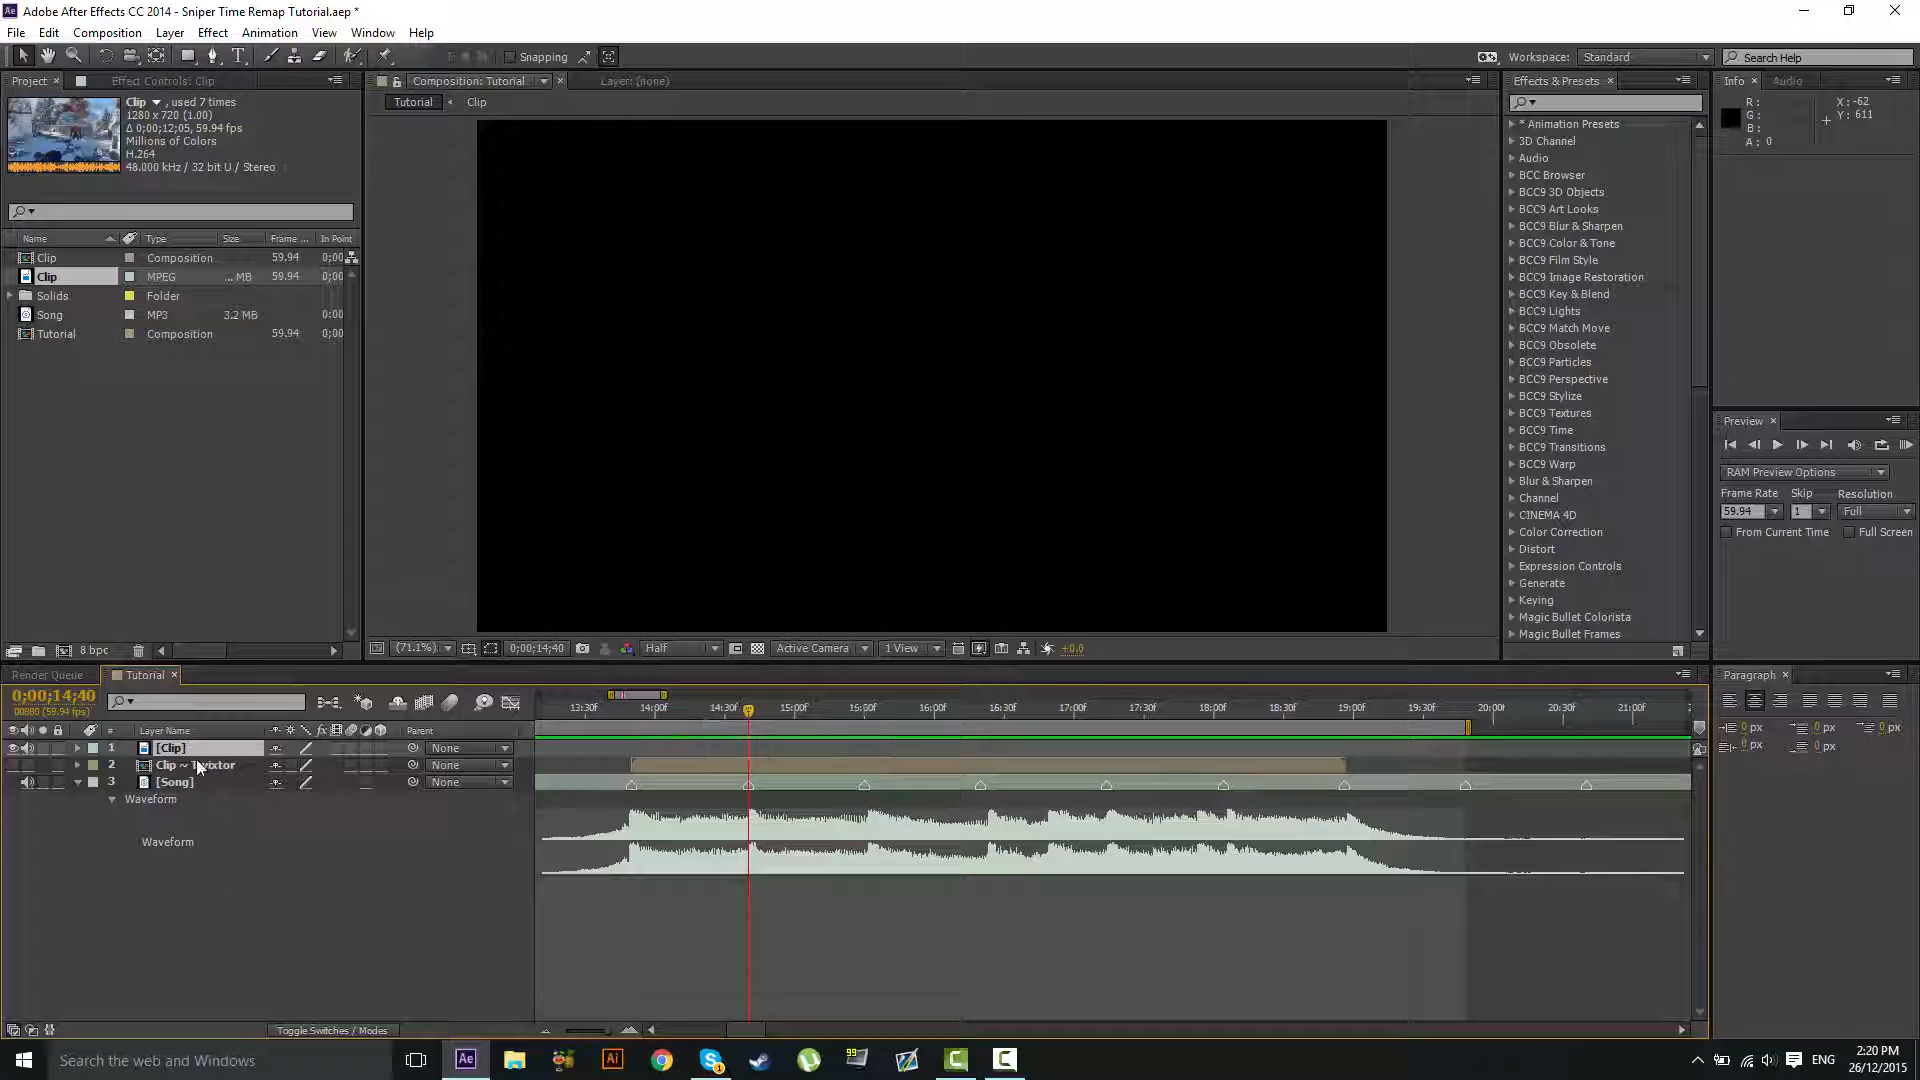 Adobe After Effects CC 2014 - Sniper Time Remap Tutorial.aep *
File Edit Composition Layer Effect Animation View Window Help
Snapping
Workspace: Standard
Search Help
Project Effect Controls: Clip
Composition: Tutorial Layer: (none)
Effects & Presets
Info Audio
Clip , used 7 times
1280 x 720 (1.00)
Δ 0;00;12;05, 59.94 fps
Millions of Colors
H.264
48.000 kHz / 32 bit U / Stereo
Tutorial Clip
R :
G :
B :
A : 0
X : -62
Y : 611
Name Type Size Frame ... In Point
Clip Composition 59.94 0;00
Clip MPEG ... MB 59.94 0;00
Solids Folder
Song MP3 3.2 MB 0:00
Tutorial Composition 59.94 0;00
* Animation Presets
3D Channel
Audio
BCC Browser
BCC9 3D Objects
BCC9 Art Looks
BCC9 Blur & Sharpen
BCC9 Color & Tone
BCC9 Film Style
BCC9 Image Restoration
BCC9 Key & Blend
BCC9 Lights
BCC9 Match Move
BCC9 Obsolete
BCC9 Particles
BCC9 Perspective
BCC9 Stylize
BCC9 Textures
BCC9 Time
BCC9 Transitions
BCC9 Warp
Blur & Sharpen
Channel
CINEMA 4D
Color Correction
Distort
Expression Controls
Generate
Keying
Magic Bullet Colorista
Magic Bullet Frames
Preview
RAM Preview Options
Frame Rate Skip Resolution
59.94 1 Full
From Current Time Full Screen
8 bpc
(71.1%) 0;00;14;40 Half Active Camera 1 View +0.0
Render Queue Tutorial
Paragraph
0;00;14;40
00880 (59.94 fps)
13:30f 14:00f 14:30f 15:00f 15:30f 16:00f 16:30f 17:00f 17:30f 18:00f 18:30f 19:00f 19:30f 20:00f 20:30f 21:00f
# Layer Name fx Parent
1 [Clip] None
2 Clip ~ Twixtor None
3 [Song] None
Waveform
Waveform
0 px 0 px 0 px
0 px 0 px
Toggle Switches / Modes
Search the web and Windows
Ae Ai 99
ENG
2:20 PM
26/12/2015